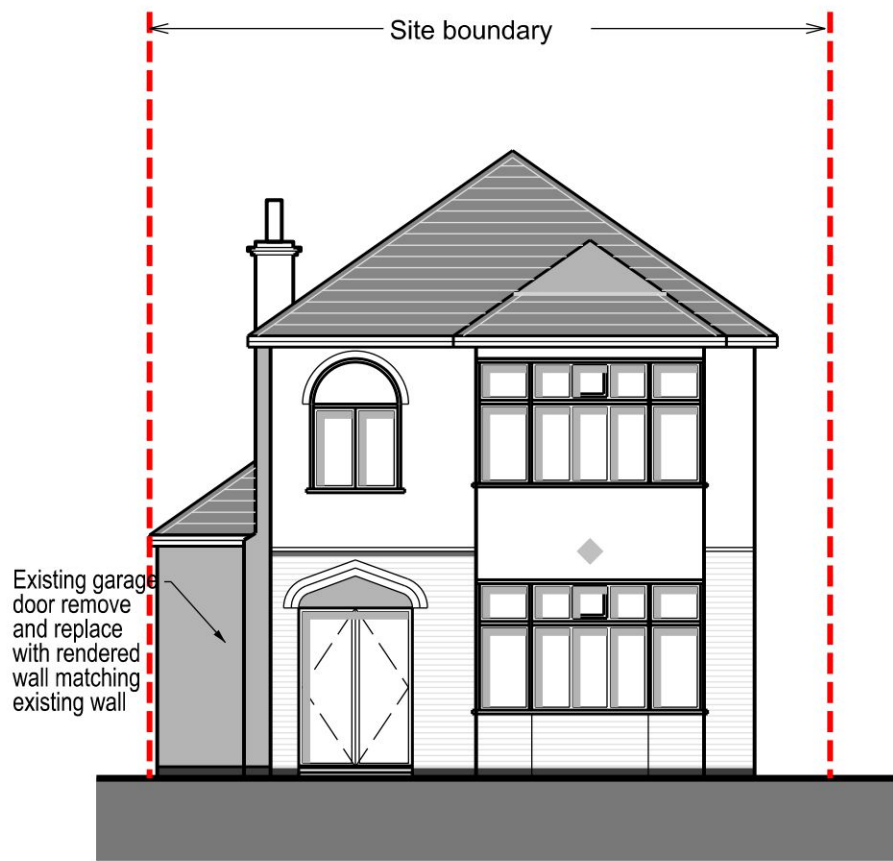 Site boundary
Existing garage
door remove
and replace
with rendered
wall matching
existing wall